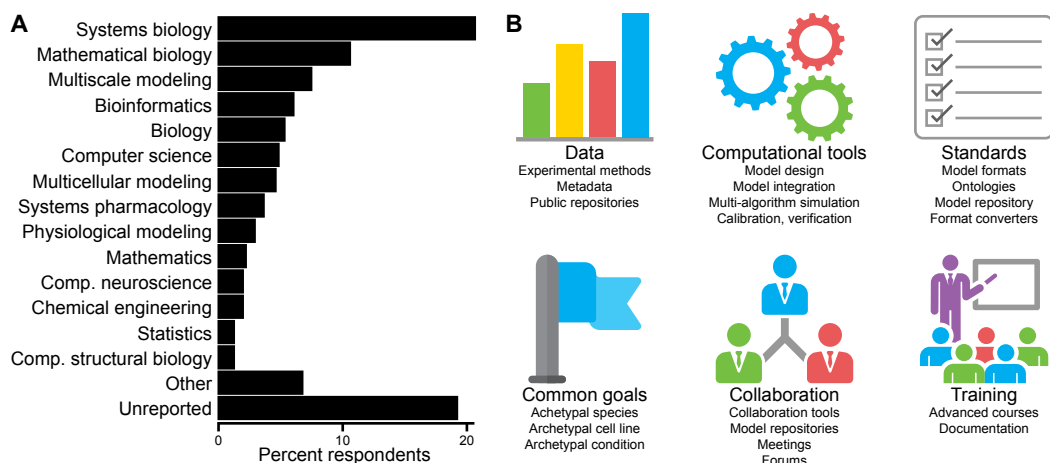 A
Systems biology
Mathematical biology
Multiscale modeling
Bioinformatics
Biology
Computer science
Multicellular modeling
Systems pharmacology
Physiological modeling
Mathematics
Comp. neuroscience
Chemical engineering
Statistics
Comp. structural biology
Other
Unreported
0 10 20
Percent respondents
B
Data
Experimental methods
Metadata
Public repositories
Computational tools
Model design
Model integration
Multi-algorithm simulation
Calibration, verification
Standards
Model formats
Ontologies
Model repository
Format converters
Common goals
Achetypal species
Archetypal cell line
Archetypal condition
Collaboration
Collaboration tools
Model repositories
Meetings
Forums
Training
Advanced courses
Documentation